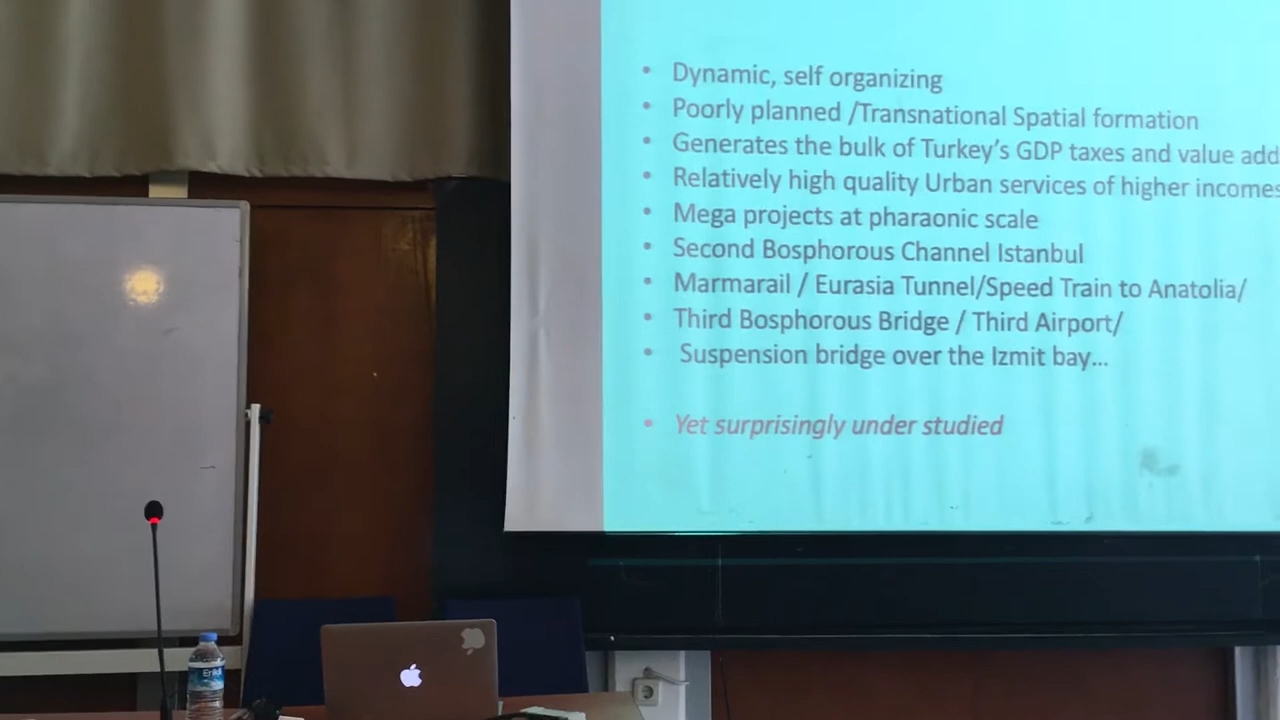 • Dynamic, self organizing
• Poorly planned /Transnational Spatial formation
• Generates the bulk of Turkey's GDP taxes and value add
• Relatively high quality Urban services of higher incomes
• Mega projects at pharaonic scale
• Second Bosphorous Channel Istanbul
• Marmarail / Eurasia Tunnel/Speed Train to Anatolia/
• Third Bosphorous Bridge / Third Airport/
• Suspension bridge over the Izmit bay...
• Yet surprisingly under studied
Erikli